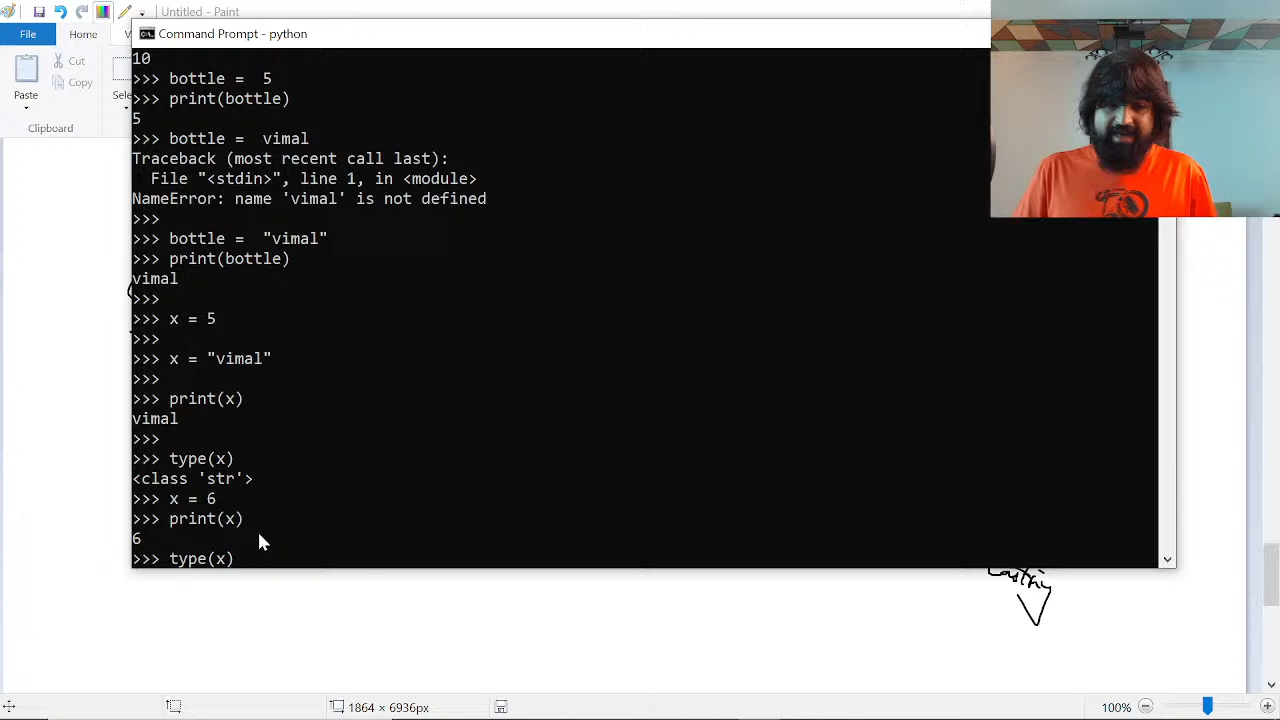 Untitled - Paint
File
Home
Cut
Copy
Paste
Clipboard
Command Prompt - python
10
>>> bottle =  5
>>> print(bottle)
5
>>> bottle =  vimal
Traceback (most recent call last):
  File "<stdin>", line 1, in <module>
NameError: name 'vimal' is not defined
>>>
>>> bottle =  "vimal"
>>> print(bottle)
vimal
>>>
>>> x = 5
>>>
>>> x = "vimal"
>>>
>>> print(x)
vimal
>>>
>>> type(x)
<class 'str'>
>>> x = 6
>>> print(x)
6
>>> type(x)
1864 × 6936px
100%